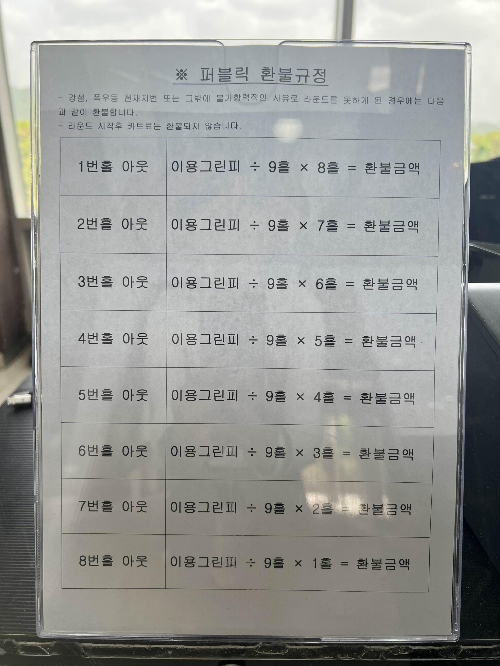 ※ 퍼블릭 환불규정
- 강설, 폭우등 천재지변 또는 그밖에 불가항력적인 사유로 라운드를 못하게 된 경우에는 다음
과 같이 환불합니다.
- 라운드 시작후 카트료는 환불되지 않습니다.
1번홀 아웃 이용그린피 ÷ 9홀 × 8홀 = 환불금액
2번홀 아웃 이용그린피 ÷ 9홀 × 7홀 = 환불금액
3번홀 아웃 이용그린피 ÷ 9홀 × 6홀 = 환불금액
4번홀 아웃 이용그린피 ÷ 9홀 × 5홀 = 환불금액
5번홀 아웃 이용그린피 ÷ 9홀 × 4홀 = 환불금액
6번홀 아웃 이용그린피 ÷ 9홀 × 3홀 = 환불금액
7번홀 아웃 이용그린피 ÷ 9홀 × 2홀 = 환불금액
8번홀 아웃 이용그린피 ÷ 9홀 × 1홀 = 환불금액